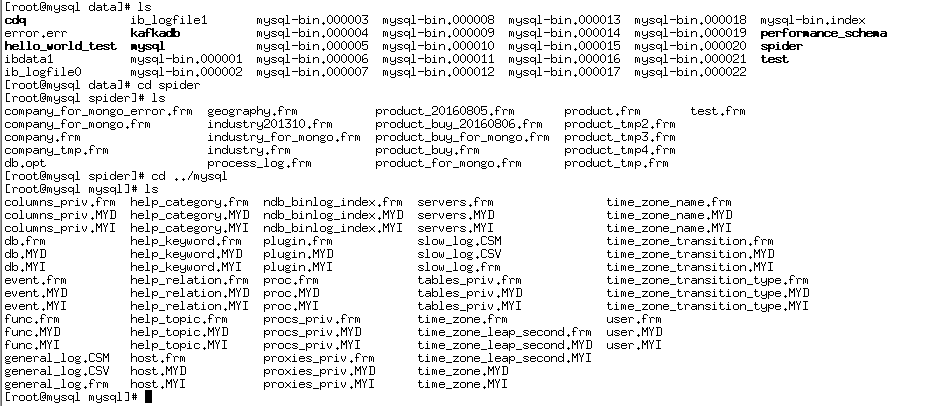 [root@mysql data]# ls
cdq ib_logfile1 mysql-bin.000003 mysql-bin.000008 mysql-bin.000013 mysql-bin.000018 mysql-bin.index
error.err kafkadb mysql-bin.000004 mysql-bin.000009 mysql-bin.000014 mysql-bin.000019 performance_schema
hello_world_test mysql mysql-bin.000005 mysql-bin.000010 mysql-bin.000015 mysql-bin.000020 spider
ibdata1 mysql-bin.000001 mysql-bin.000006 mysql-bin.000011 mysql-bin.000016 mysql-bin.000021 test
ib_logfile0 mysql-bin.000002 mysql-bin.000007 mysql-bin.000012 mysql-bin.000017 mysql-bin.000022
[root@mysql data]# cd spider
[root@mysql spider]# ls
company_for_mongo_error.frm geography.frm product_20160805.frm product.frm test.frm
company_for_mongo.frm industry201310.frm product_buy_20160806.frm product_tmp2.frm
company.frm industry_for_mongo.frm product_buy_for_mongo.frm product_tmp3.frm
company_tmp.frm industry.frm product_buy.frm product_tmp4.frm
db.opt process_log.frm product_for_mongo.frm product_tmp.frm
[root@mysql spider]# cd ../mysql
[root@mysql mysql]# ls
columns_priv.frm help_category.frm ndb_binlog_index.frm servers.frm time_zone_name.frm
columns_priv.MYD help_category.MYD ndb_binlog_index.MYD servers.MYD time_zone_name.MYD
columns_priv.MYI help_category.MYI ndb_binlog_index.MYI servers.MYI time_zone_name.MYI
db.frm help_keyword.frm plugin.frm slow_log.CSM time_zone_transition.frm
db.MYD help_keyword.MYD plugin.MYD slow_log.CSV time_zone_transition.MYD
db.MYI help_keyword.MYI plugin.MYI slow_log.frm time_zone_transition.MYI
event.frm help_relation.frm proc.frm tables_priv.frm time_zone_transition_type.frm
event.MYD help_relation.MYD proc.MYD tables_priv.MYD time_zone_transition_type.MYD
event.MYI help_relation.MYI proc.MYI tables_priv.MYI time_zone_transition_type.MYI
func.frm help_topic.frm procs_priv.frm time_zone.frm user.frm
func.MYD help_topic.MYD procs_priv.MYD time_zone_leap_second.frm user.MYD
func.MYI help_topic.MYI procs_priv.MYI time_zone_leap_second.MYD user.MYI
general_log.CSM host.frm proxies_priv.frm time_zone_leap_second.MYI
general_log.CSV host.MYD proxies_priv.MYD time_zone.MYD
general_log.frm host.MYI proxies_priv.MYI time_zone.MYI
[root@mysql mysql]#